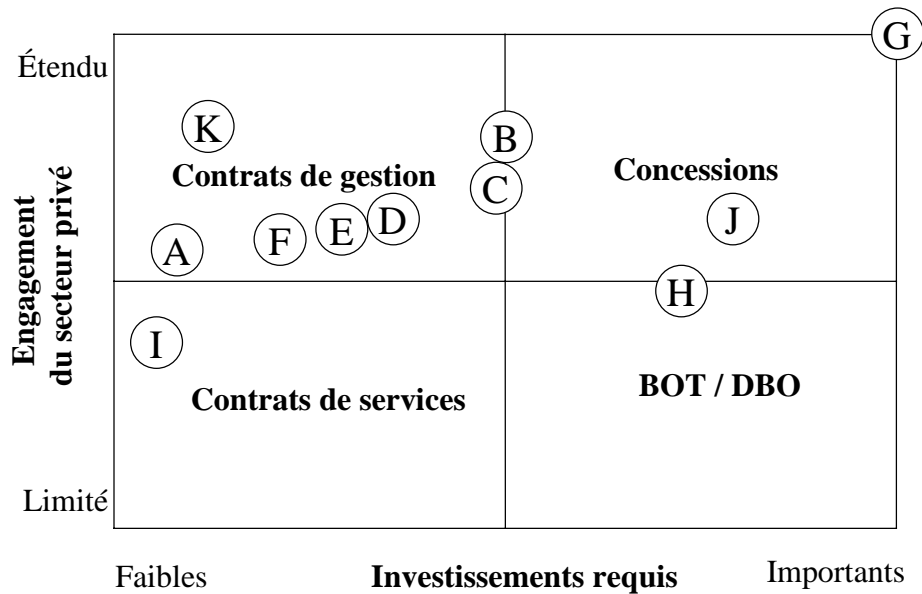 G
Étendu
K
B
Contrats de gestion
Concessions
C
D
J
E
F
A
H
Engagement
du secteur privé
I
BOT / DBO
Contrats de services
Limité
Faibles
Investissements requis
Importants